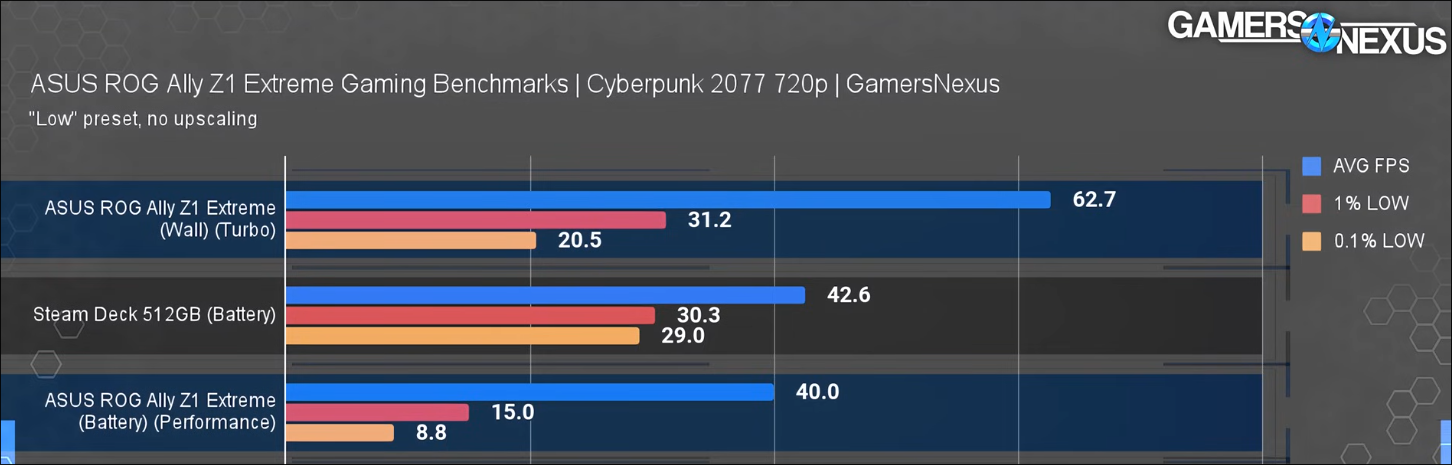 GAMERS NEXUS
ASUS ROG Ally Z1 Extreme Gaming Benchmarks | Cyberpunk 2077 720p | GamersNexus
"Low" preset, no upscaling
AVG FPS
1% LOW
0.1% LOW
ASUS ROG Ally Z1 Extreme
(Wall) (Turbo)
62.7
31.2
20.5
Steam Deck 512GB (Battery)
42.6
30.3
29.0
ASUS ROG Ally Z1 Extreme
(Battery) (Performance)
40.0
15.0
8.8